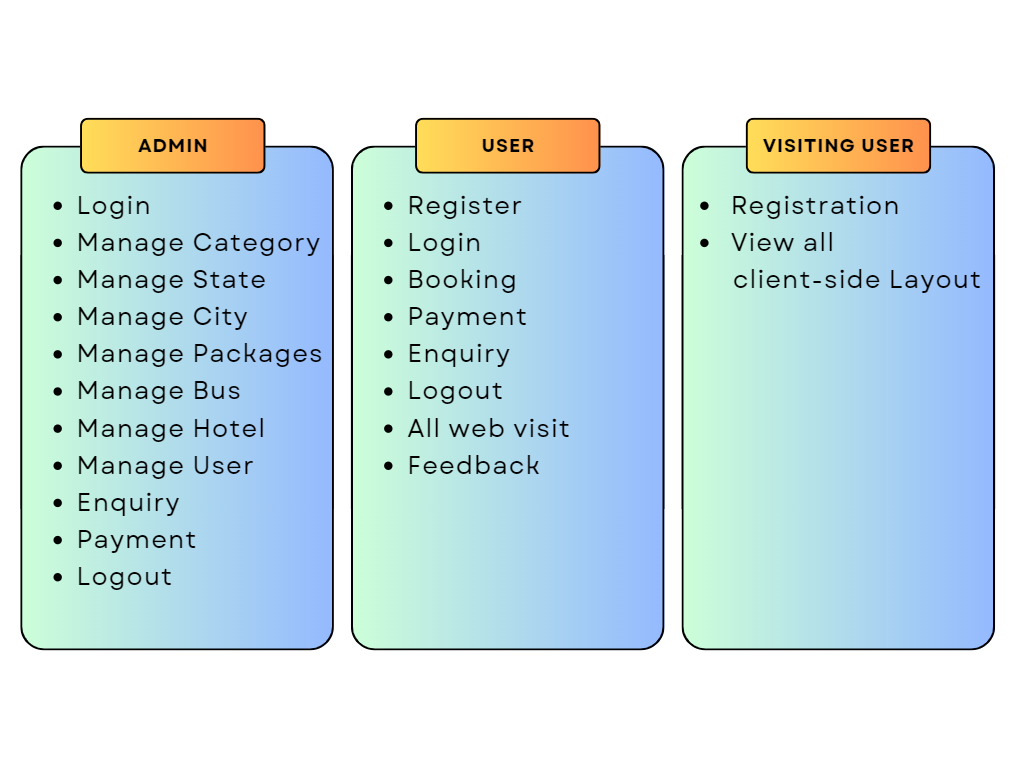 ADMIN
Login
Manage Category
Manage State
Manage City
Manage Packages
Manage Bus
Manage Hotel
Manage User
Enquiry
Payment
Logout
USER
Register
Login
Booking
Payment
Enquiry
Logout
All web visit
Feedback
VISITING USER
Registration
View all
client-side Layout